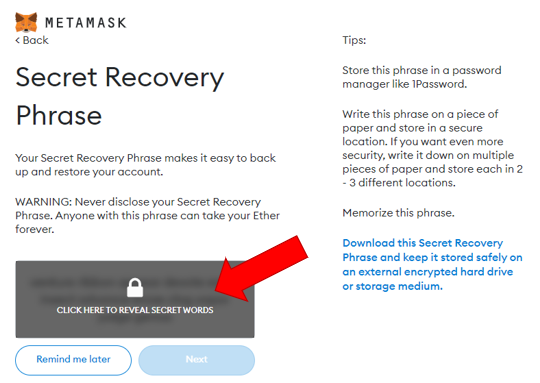 METAMASK
< Back
Secret Recovery
Phrase
Your Secret Recovery Phrase makes it easy to back
up and restore your account.
WARNING: Never disclose your Secret Recovery
Phrase. Anyone with this phrase can take your Ether
forever.
CLICK HERE TO REVEAL SECRET WORDS
Remind me later
Next
Tips:
Store this phrase in a password
manager like 1Password.
Write this phrase on a piece of
paper and store in a secure
location. If you want even more
security, write it down on multiple
pieces of paper and store each in 2
- 3 different locations.
Memorize this phrase.
Download this Secret Recovery
Phrase and keep it stored safely on
an external encrypted hard drive
or storage medium.